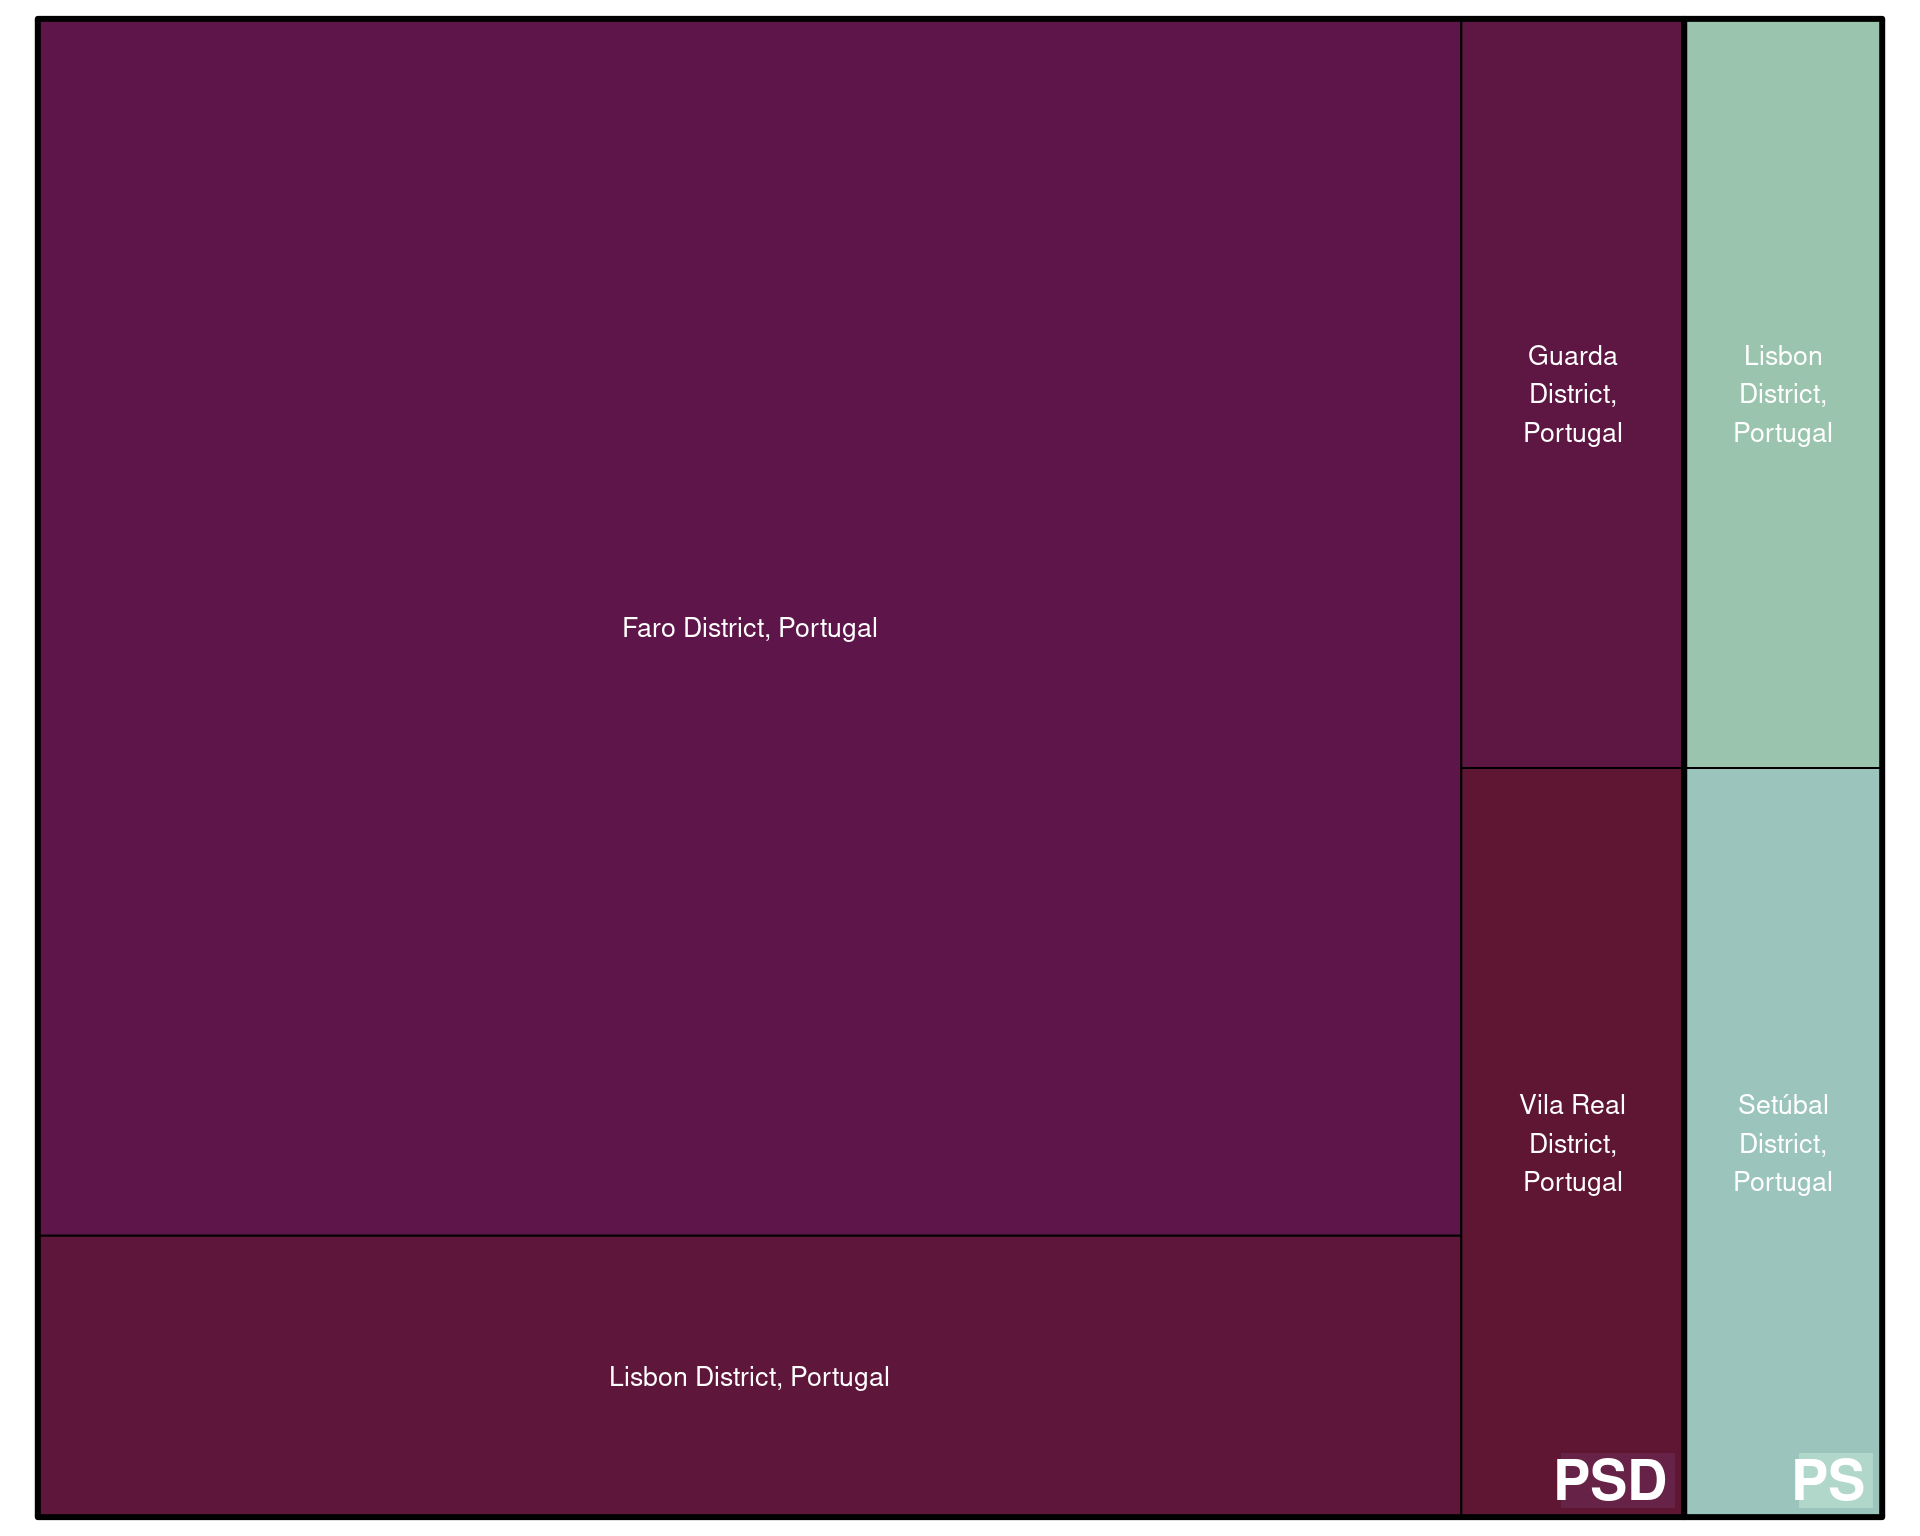 Faro District, Portugal
Lisbon District, Portugal
Guarda
District,
Portugal
Vila Real
District,
Portugal
PSD
Lisbon
District,
Portugal
Setúbal
District,
Portugal
PS